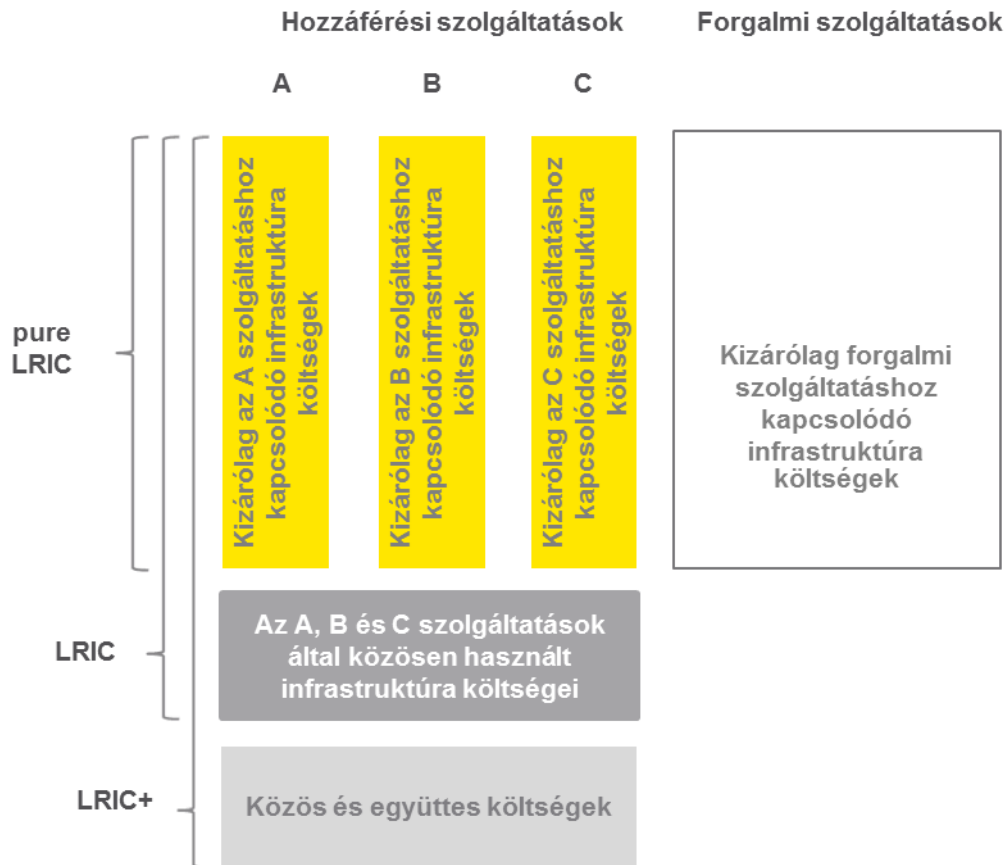 Hozzáférési szolgáltatások
Forgalmi szolgáltatások
A
B
C
Kizárólag az A szolgáltatáshoz
kapcsolódó infrastruktúra
költségek
Kizárólag az B szolgáltatáshoz
kapcsolódó infrastruktúra
költségek
Kizárólag az C szolgáltatáshoz
kapcsolódó infrastruktúra
költségek
Kizárólag forgalmi
szolgáltatáshoz
kapcsolódó
infrastruktúra
költségek
pure
LRIC
Az A, B és C szolgáltatások
által közösen használt
infrastruktúra költségei
LRIC
Közös és együttes költségek
LRIC+